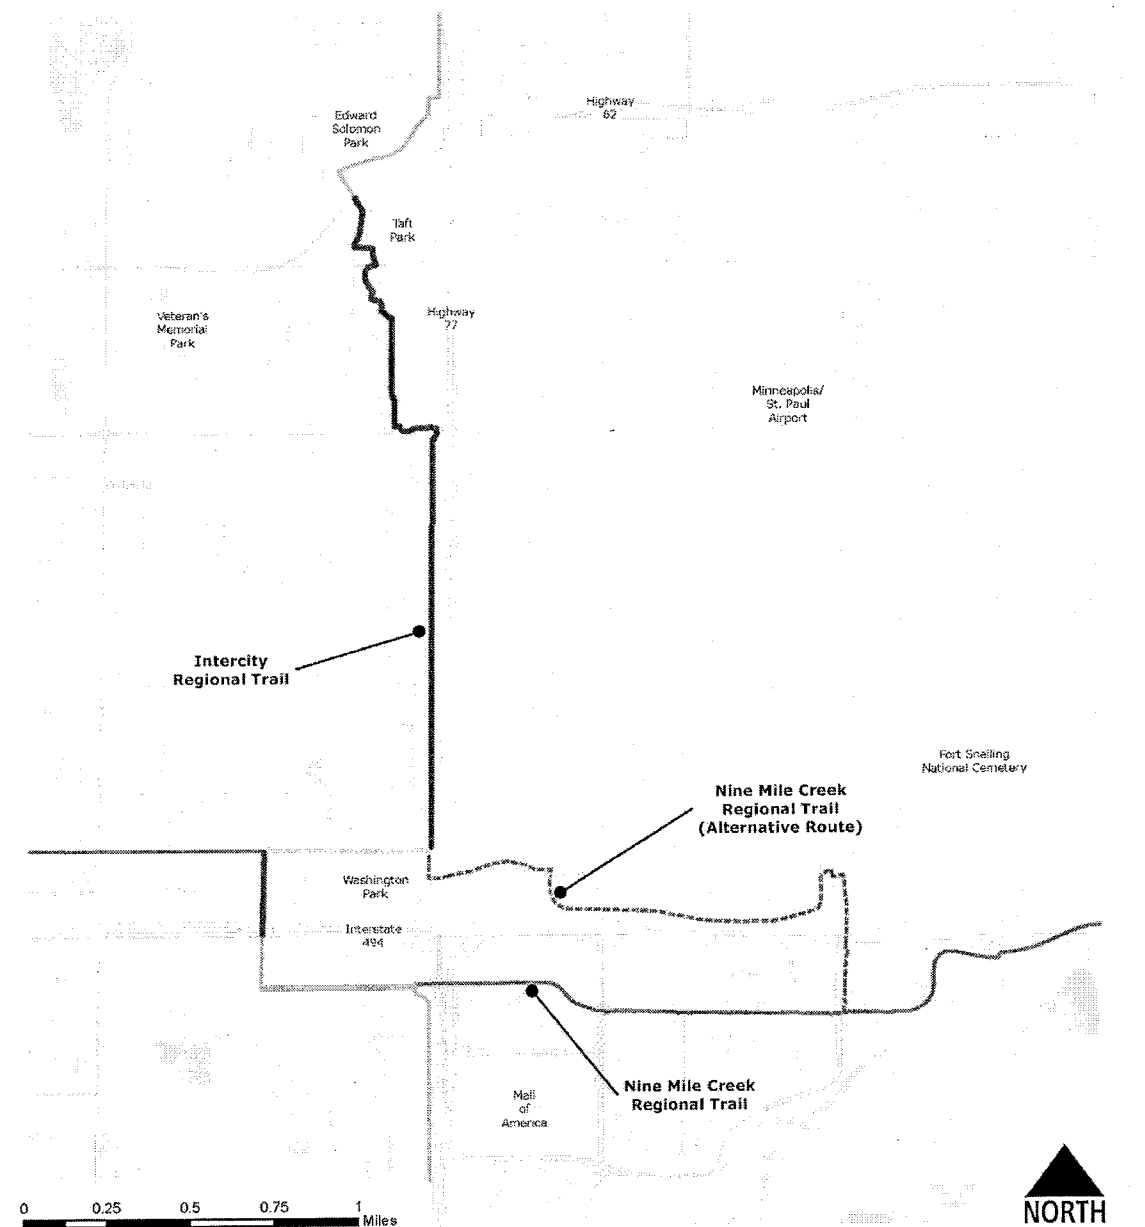 Highway
62
Edward
Solomon
Park
Taft
Park
Highway
77
Veteran's
Memorial
Park
Minneapolis/
St. Paul
Airport
Intercity
Regional Trail
Fort Snelling
National Cemetery
Nine Mile Creek
Regional Trail
(Alternative Route)
Washington
Park
Interstate
494
Nine Mile Creek
Regional Trail
Mall
of
America
0 0.25 0.5 0.75 1
Miles
NORTH